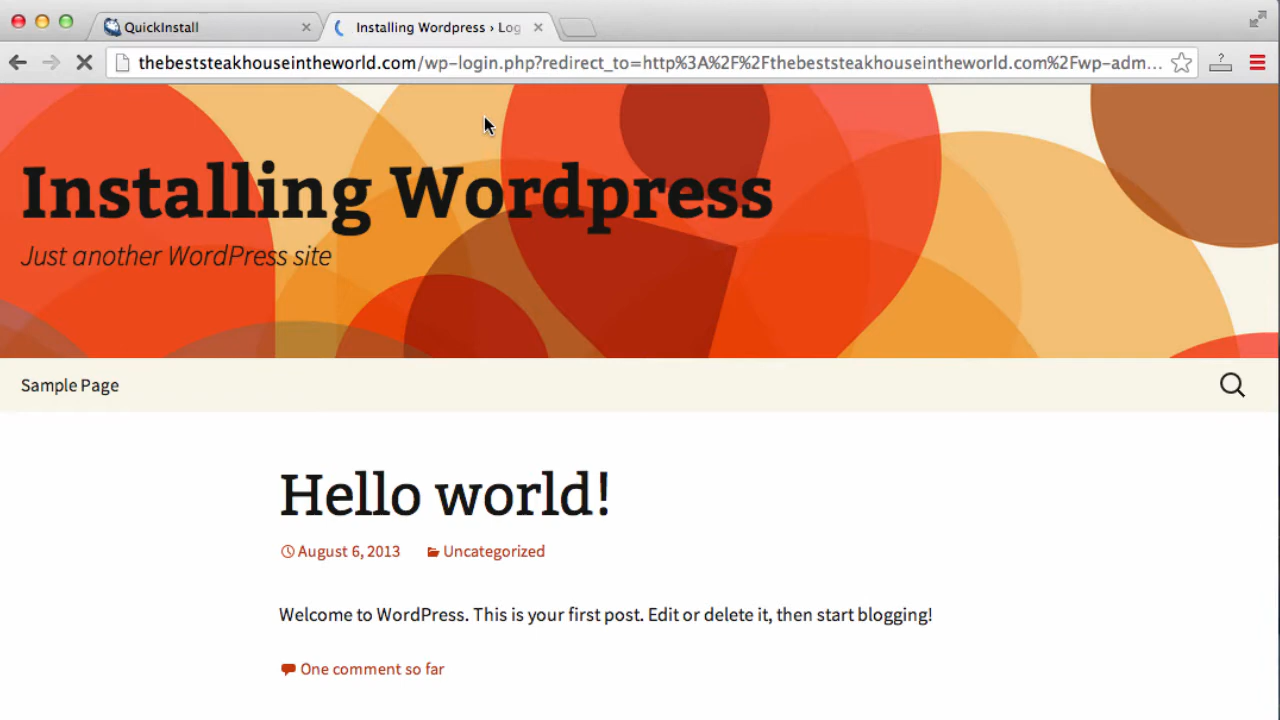 QuickInstall
Installing Wordpress › Log
thebeststeakhouseintheworld.com/wp-login.php?redirect_to=http%3A%2F%2Fthebeststeakhouseintheworld.com%2Fwp-adm...
?
Installing Wordpress
Just another WordPress site
Sample Page
Hello world!
August 6, 2013 Uncategorized
Welcome to WordPress. This is your first post. Edit or delete it, then start blogging!
One comment so far